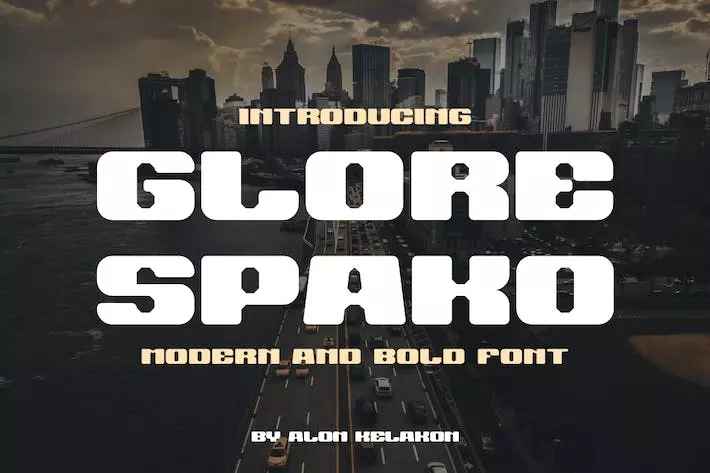 INTRODUCING
GLORE
SPAKO
MODERN AND BOLD FONT
BY ALON KELAKON